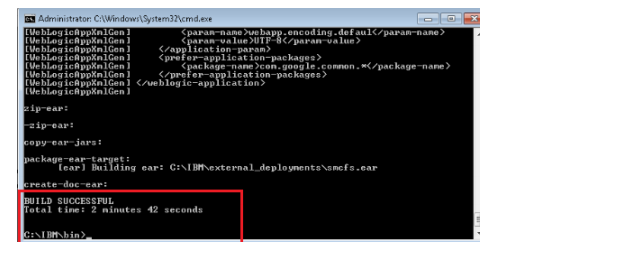 Administrator: C:\Windows\System32\cmd.exe
[WebLogicAppXmlGen]         <param-name>webapp.encoding.defaul</param-name>
[WebLogicAppXmlGen]         <param-value>UTF-8</param-value>
[WebLogicAppXmlGen]     </application-param>
[WebLogicAppXmlGen]     <prefer-application-packages>
[WebLogicAppXmlGen]         <package-name>com.google.common.*</package-name>
[WebLogicAppXmlGen]     </prefer-application-packages>
[WebLogicAppXmlGen] </weblogic-application>
[WebLogicAppXmlGen]
zip-ear:
-zip-ear:
copy-ear-jars:
package-ear-target:
[ear] Building ear: C:\IBM\external_deployments\smcfs.ear
create-doc-ear:
BUILD SUCCESSFUL
Total time: 2 minutes 42 seconds
C:\IBM\bin>_